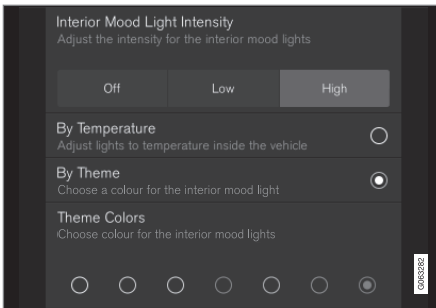 Interior Mood Light Intensity
Adjust the intensity for the interior mood lights
Off Low High
By Temperature
Adjust lights to temperature inside the vehicle
By Theme
Choose a colour for the interior mood light
Theme Colors
Choose colour for the interior mood lights
G063282